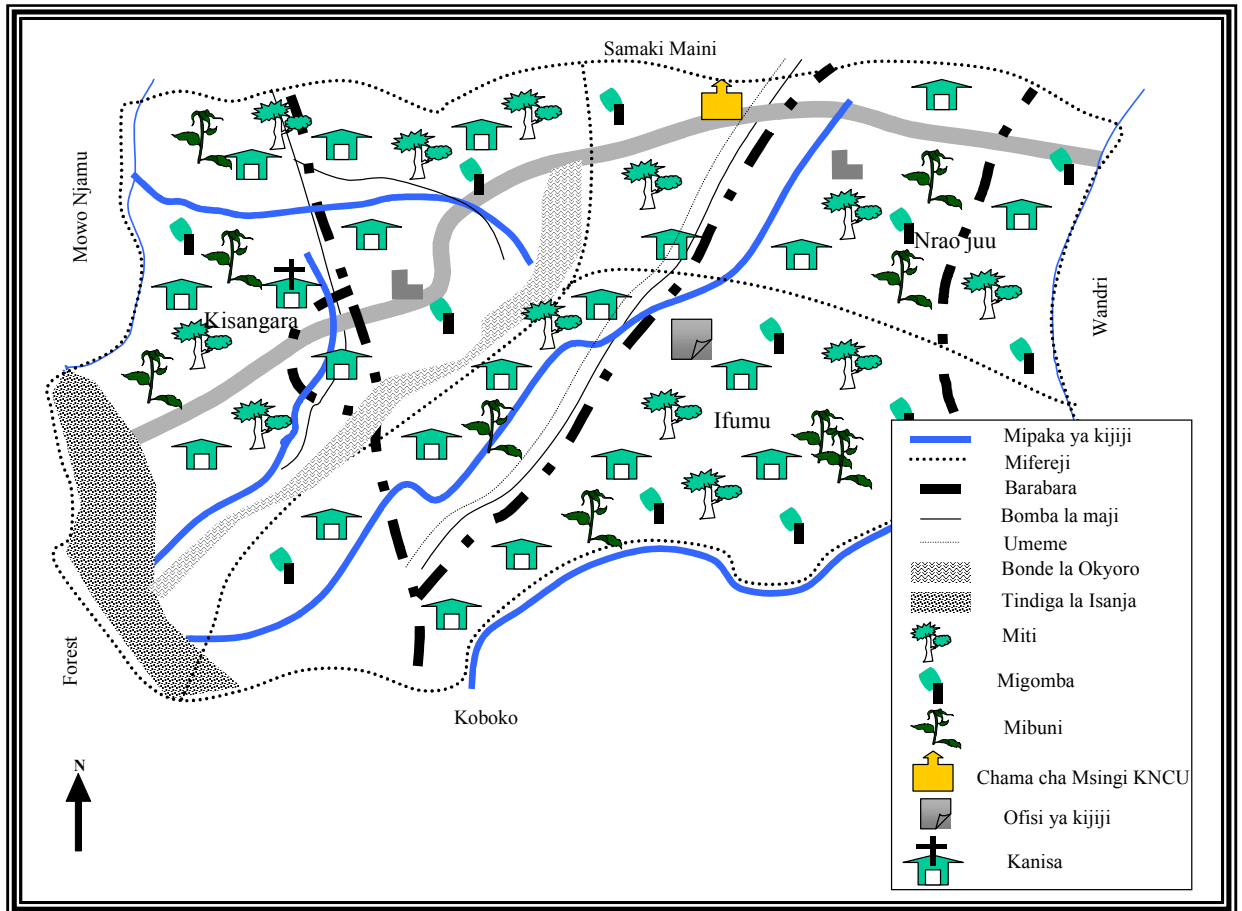 Samaki Maini
Mowo Njamu
Nrao juu
Wandri
Kisangara
Ifumu
Forest
Koboko
N
Mipaka ya kijiji
Mifereji
Barabara
Bomba la maji
Umeme
Bonde la Okyoro
Tindiga la Isanja
Miti
Migomba
Mibuni
Chama cha Msingi KNCU
Ofisi ya kijiji
Kanisa